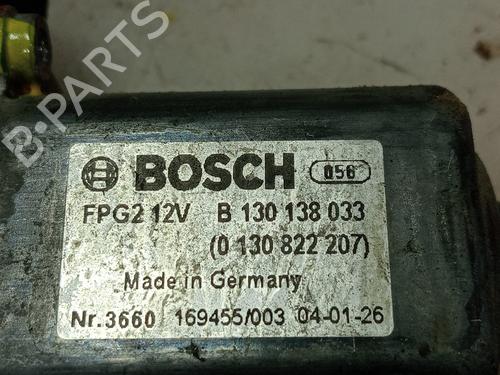 B-PARTS
BOSCH 056
FPG2 12V B 130 138 033
(0 130 822 207)
Made in Germany
Nr.3660 169455/003 04-01-26